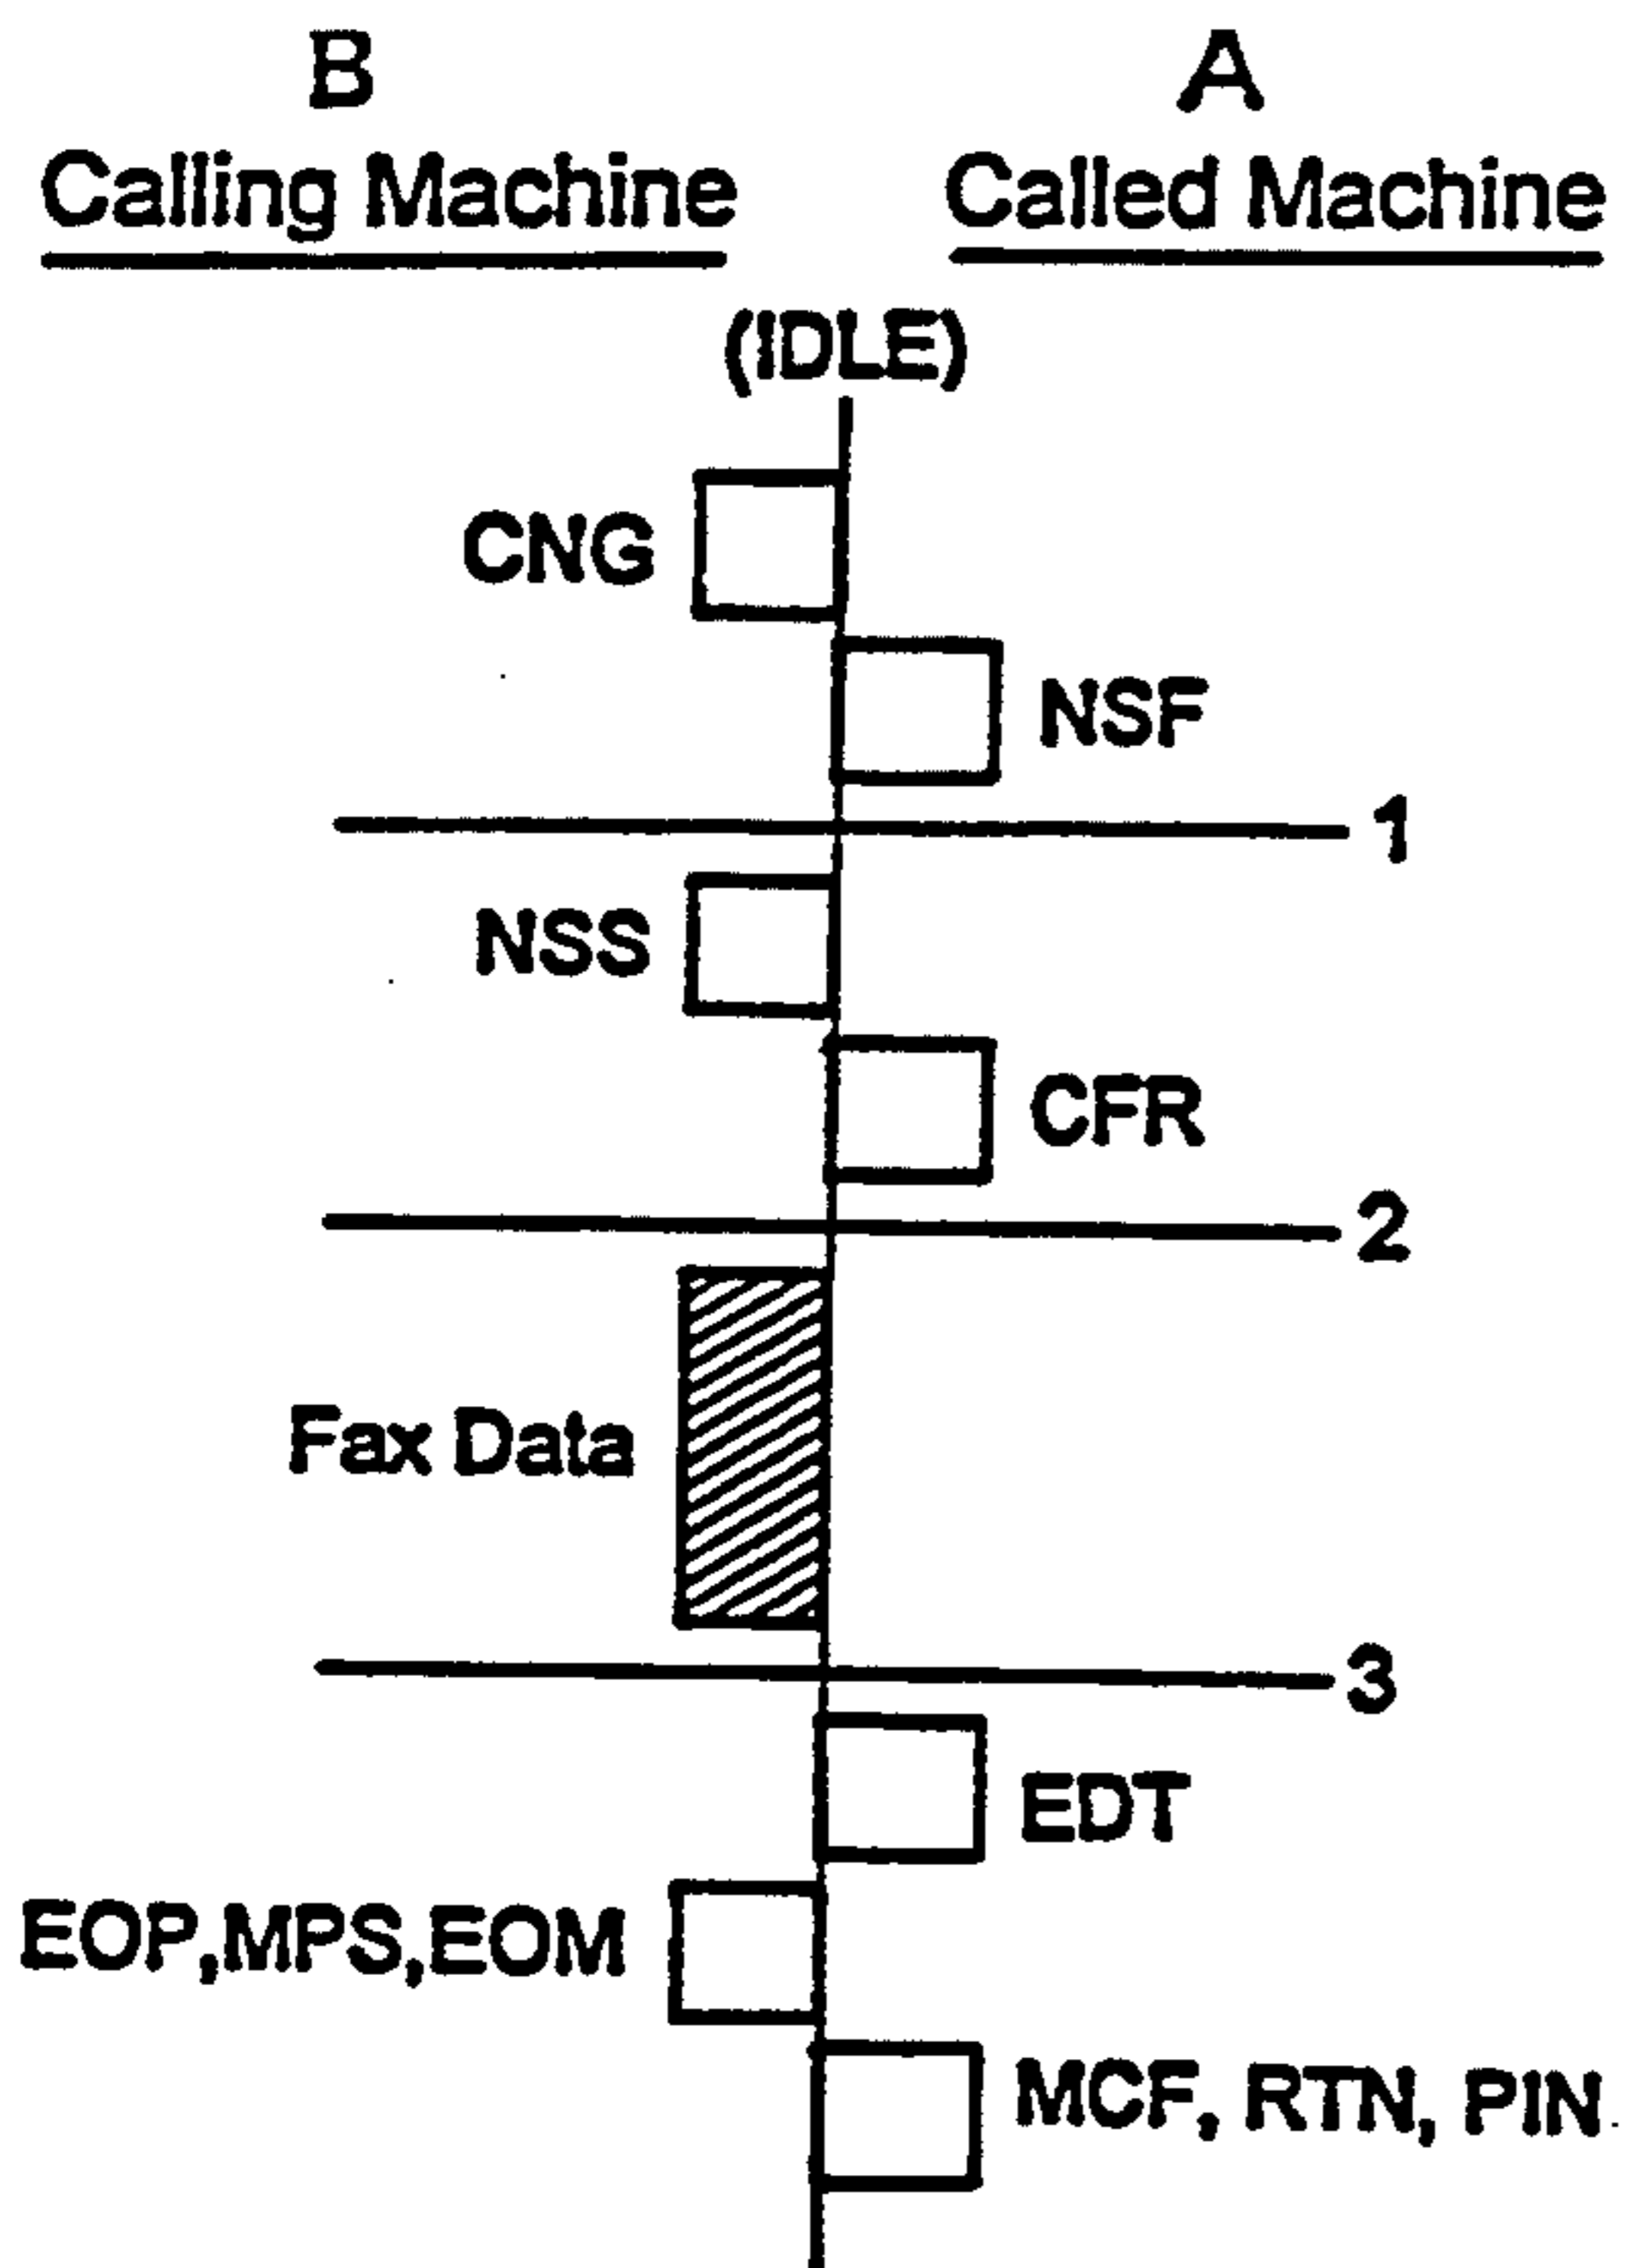 B
A
Calling Machine
Called Machine
(IDLE)
CNG
NSF
1
NSS
CFR
2
Fax Data
3
EDT
EOP,MPS,EOM
MCF, RTN, PIN